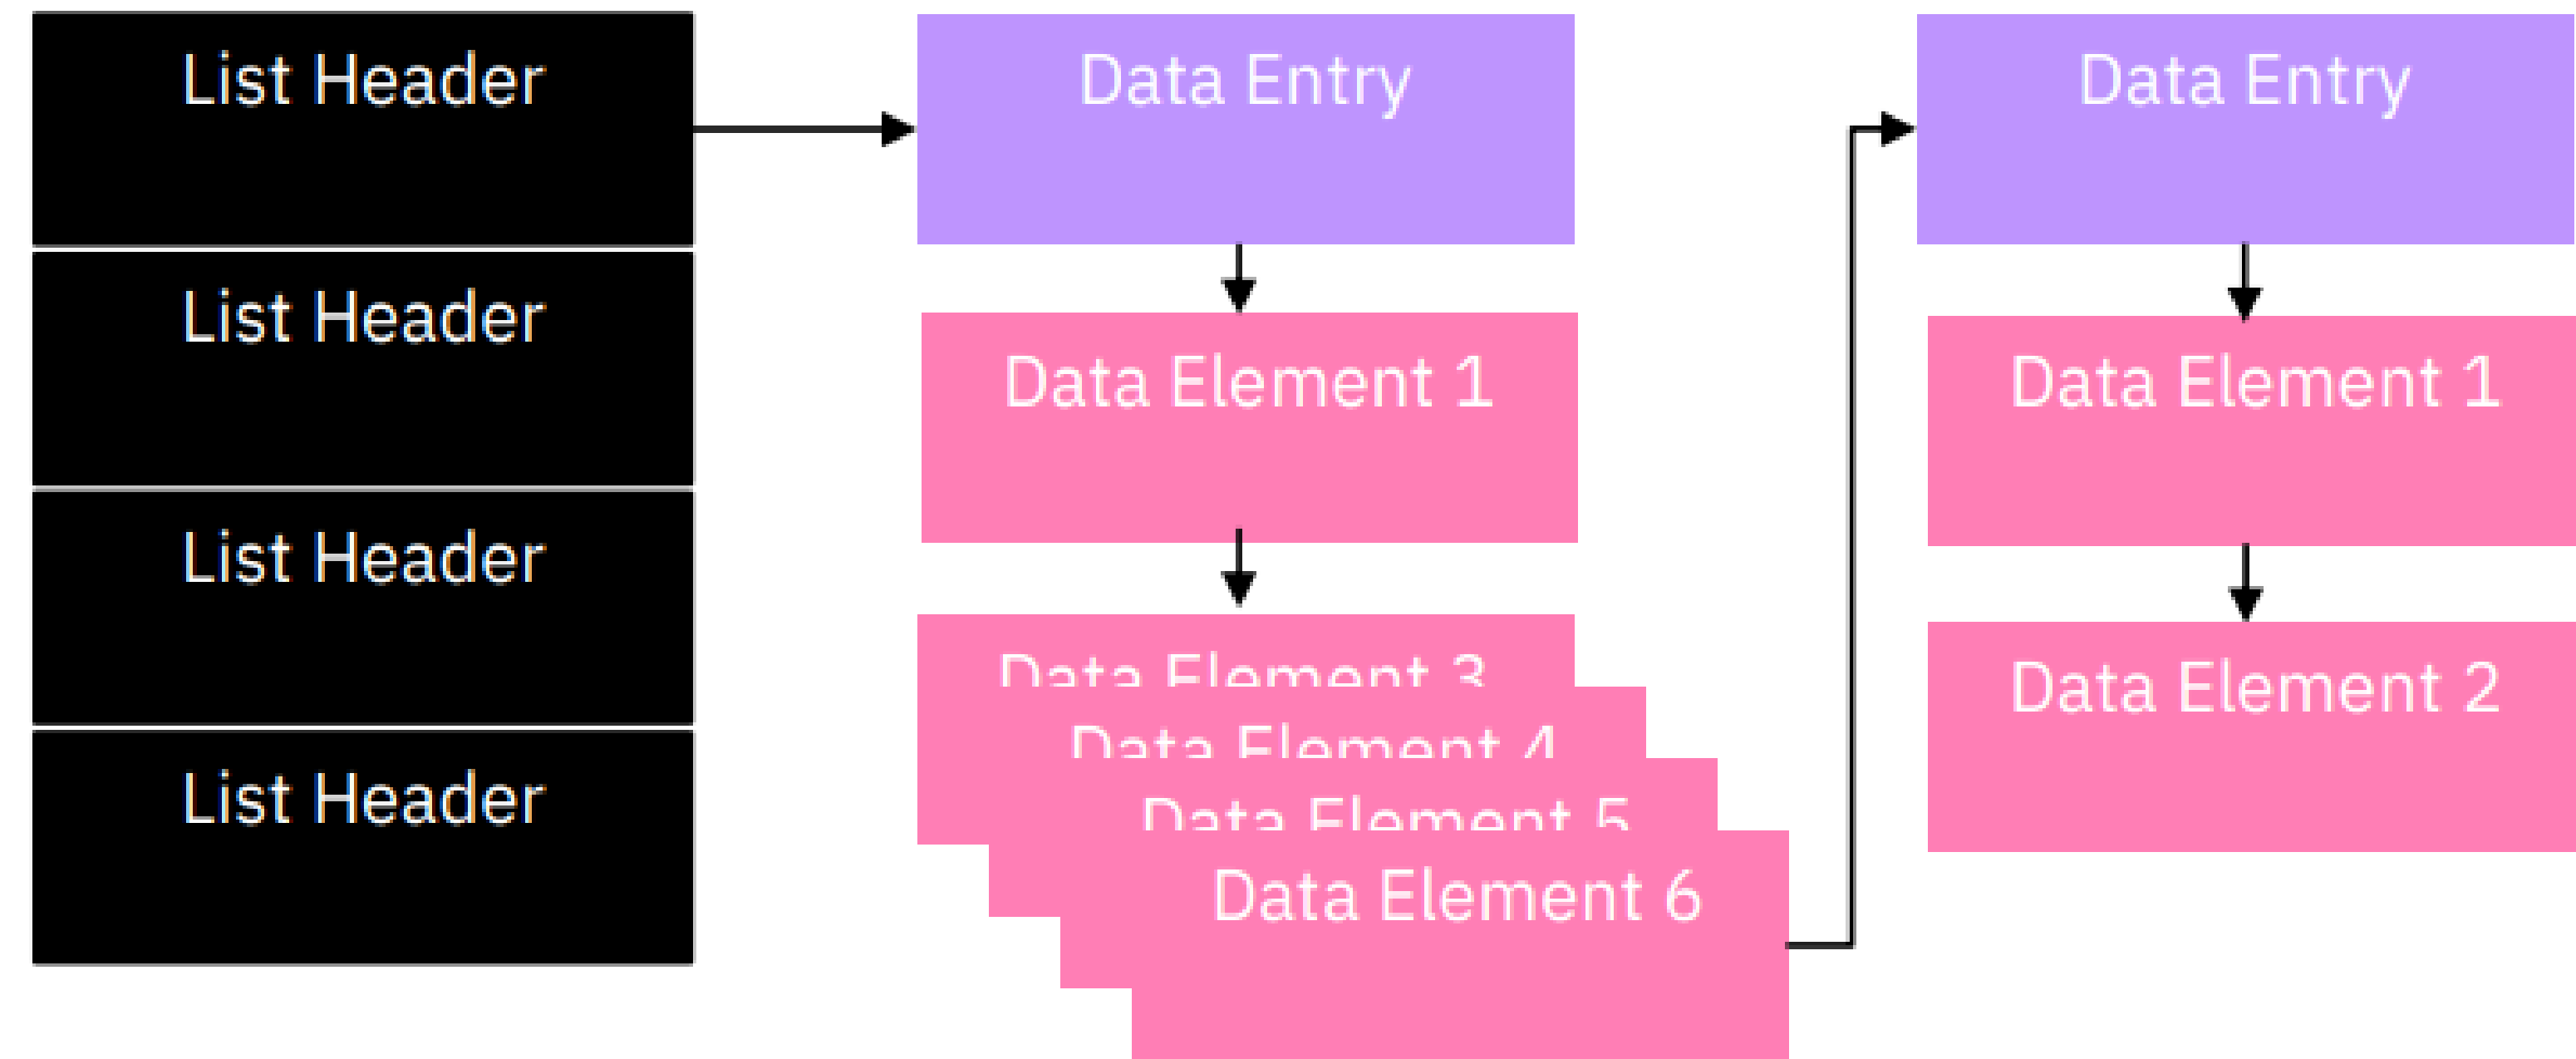 List Header
List Header
List Header
List Header
Data Entry
Data Element 1
Data Element 3
Data Element 4
Data Element 5
Data Element 6
Data Entry
Data Element 1
Data Element 2